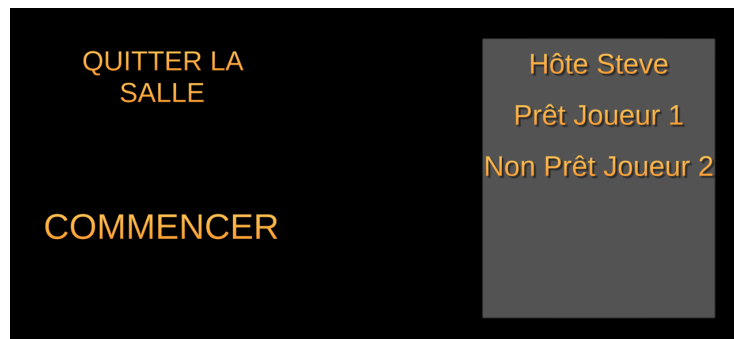 QUITTER LA
SALLE
COMMENCER
Hôte Steve
Prêt Joueur 1
Non Prêt Joueur 2